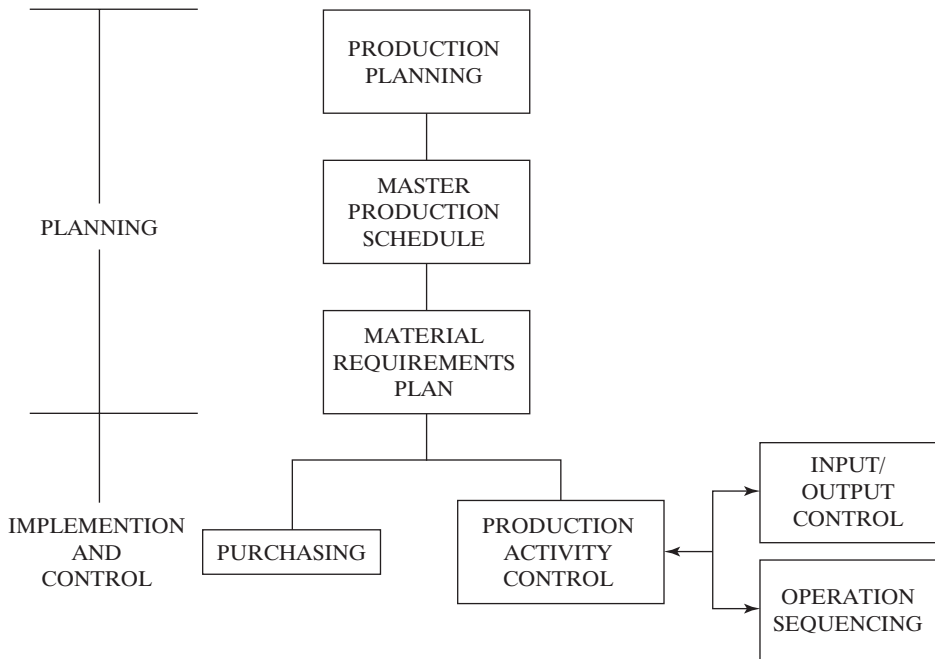 PRODUCTION
PLANNING
MASTER
PRODUCTION
SCHEDULE
PLANNING
MATERIAL
REQUIREMENTS
PLAN
INPUT/
OUTPUT
CONTROL
IMPLEMENTION
AND
CONTROL
PURCHASING
PRODUCTION
ACTIVITY
CONTROL
OPERATION
SEQUENCING